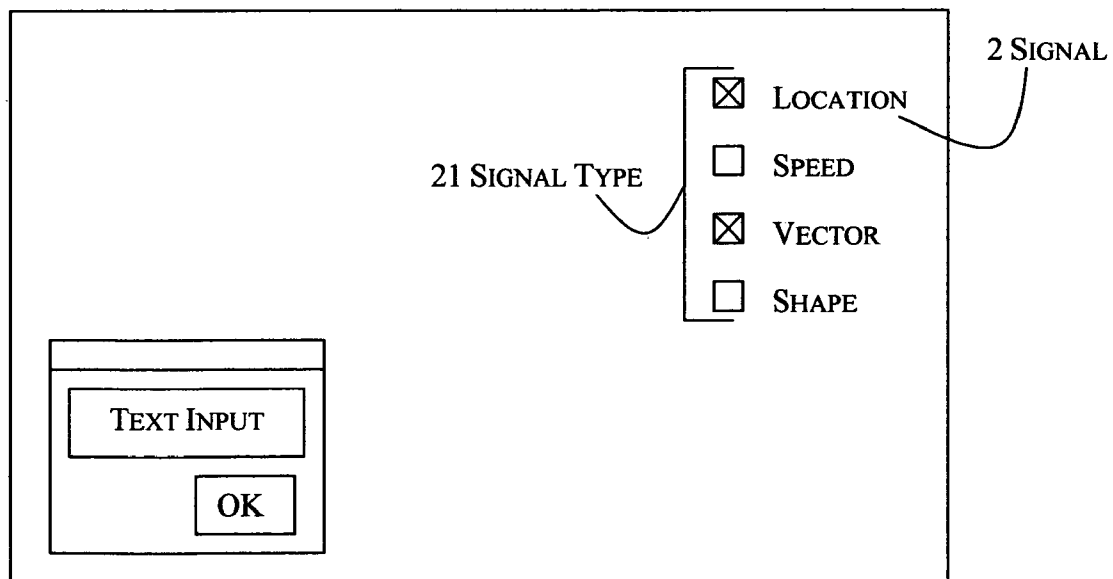 2 SIGNAL
LOCATION
SPEED
21 SIGNAL TYPE
VECTOR
SHAPE
TEXT INPUT
OK